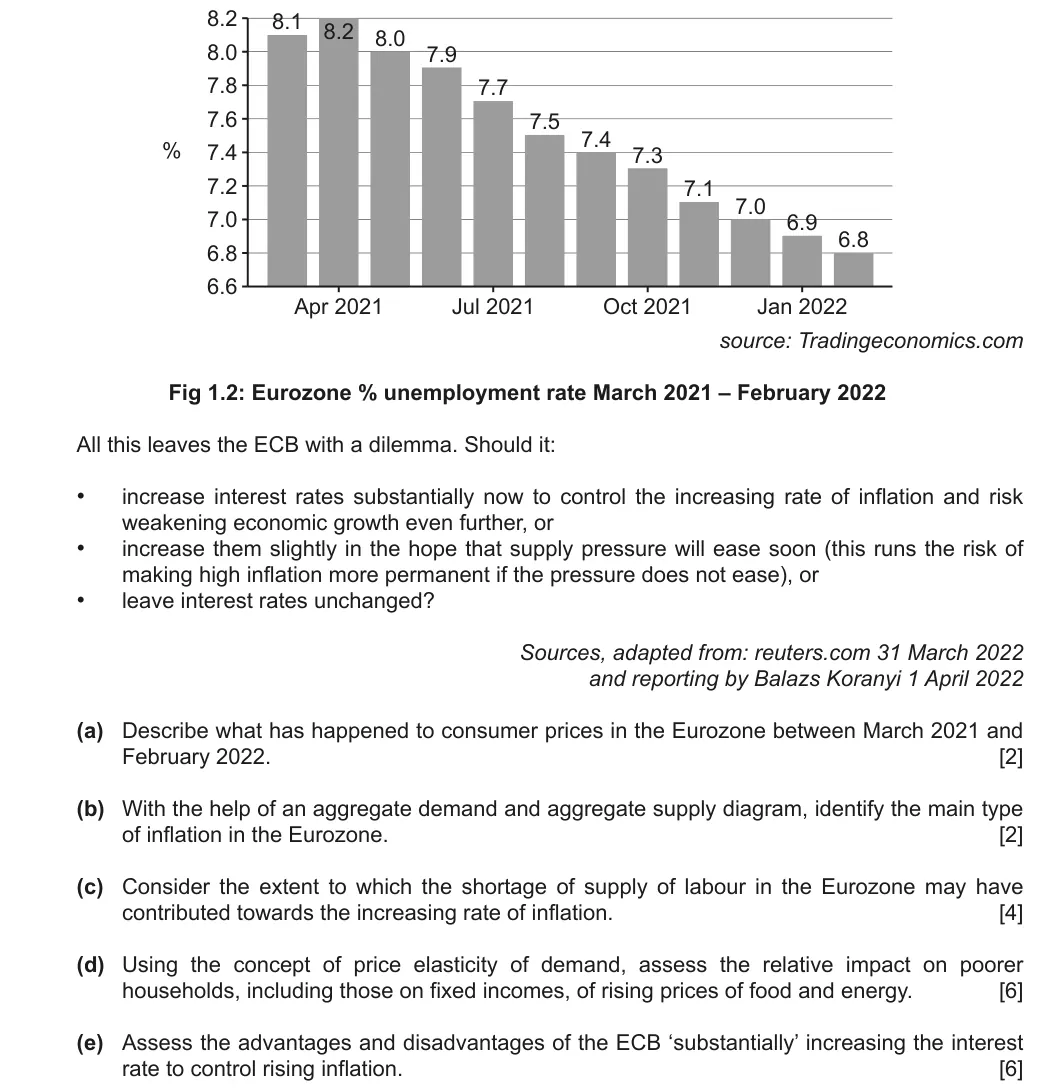 8.2
8.0
7.8
7.6
7.4
7.2
7.0
6.8
6.6
%
8.1
8.2
8.0
7.9
7.7
7.5
7.4
7.3
7.1
7.0
6.9
6.8
Apr 2021 Jul 2021 Oct 2021 Jan 2022
source: Tradingeconomics.com
Fig 1.2: Eurozone % unemployment rate March 2021 – February 2022
All this leaves the ECB with a dilemma. Should it:
• increase interest rates substantially now to control the increasing rate of inflation and risk
weakening economic growth even further, or
• increase them slightly in the hope that supply pressure will ease soon (this runs the risk of
making high inflation more permanent if the pressure does not ease), or
• leave interest rates unchanged?
Sources, adapted from: reuters.com 31 March 2022
and reporting by Balazs Koranyi 1 April 2022
(a) Describe what has happened to consumer prices in the Eurozone between March 2021 and
February 2022. [2]
(b) With the help of an aggregate demand and aggregate supply diagram, identify the main type
of inflation in the Eurozone. [2]
(c) Consider the extent to which the shortage of supply of labour in the Eurozone may have
contributed towards the increasing rate of inflation. [4]
(d) Using the concept of price elasticity of demand, assess the relative impact on poorer
households, including those on fixed incomes, of rising prices of food and energy. [6]
(e) Assess the advantages and disadvantages of the ECB ‘substantially’ increasing the interest
rate to control rising inflation. [6]